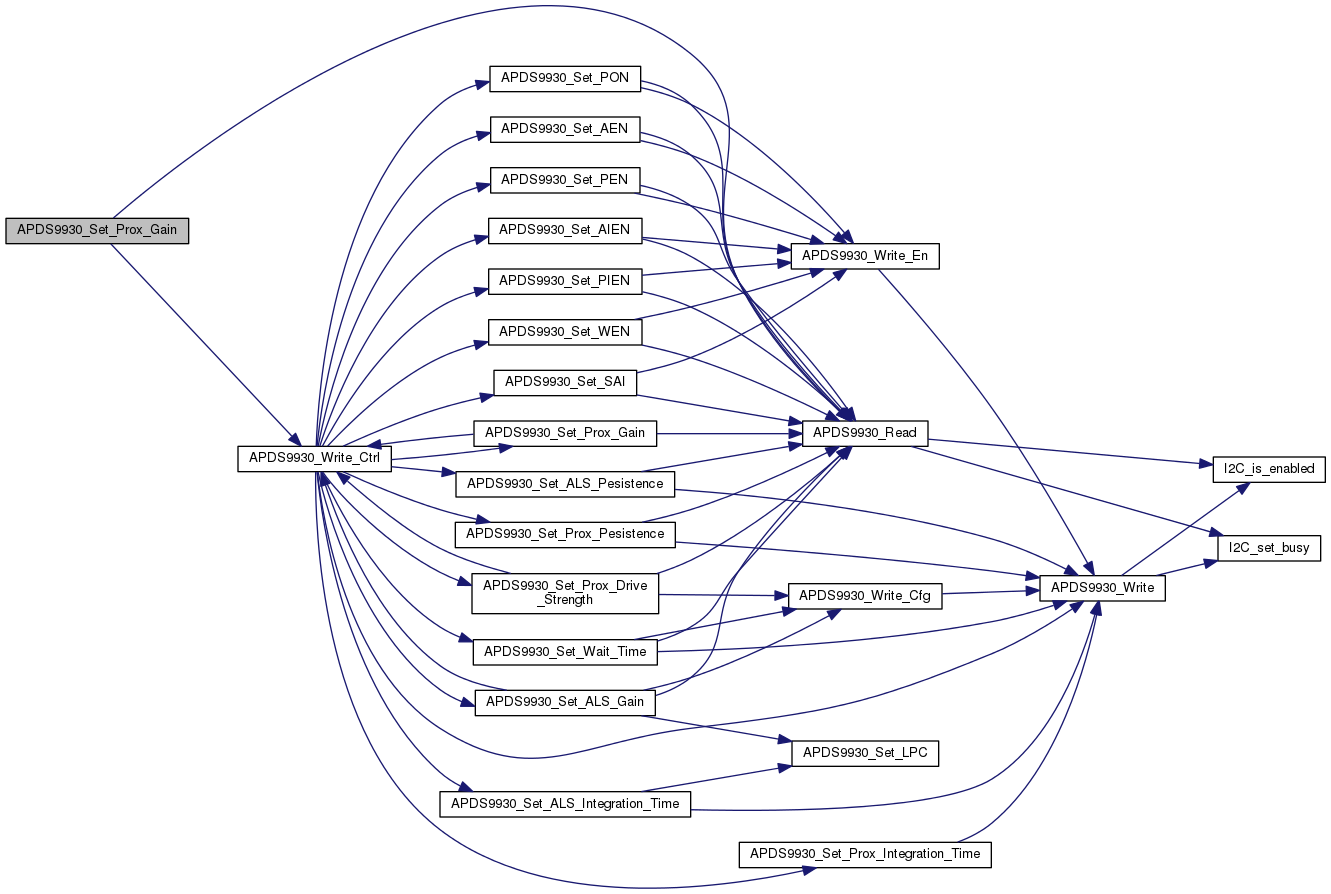 APDS9930_Set_PON
APDS9930_Set_AEN
APDS9930_Set_PEN
APDS9930_Set_Prox_Gain
APDS9930_Set_AIEN
APDS9930_Write_En
APDS9930_Set_PIEN
APDS9930_Set_WEN
APDS9930_Set_SAI
APDS9930_Set_Prox_Gain
APDS9930_Read
APDS9930_Write_Ctrl
I2C_is_enabled
APDS9930_Set_ALS_Pesistence
APDS9930_Set_Prox_Pesistence
I2C_set_busy
APDS9930_Set_Prox_Drive
_Strength
APDS9930_Write
APDS9930_Write_Cfg
APDS9930_Set_Wait_Time
APDS9930_Set_ALS_Gain
APDS9930_Set_LPC
APDS9930_Set_ALS_Integration_Time
APDS9930_Set_Prox_Integration_Time